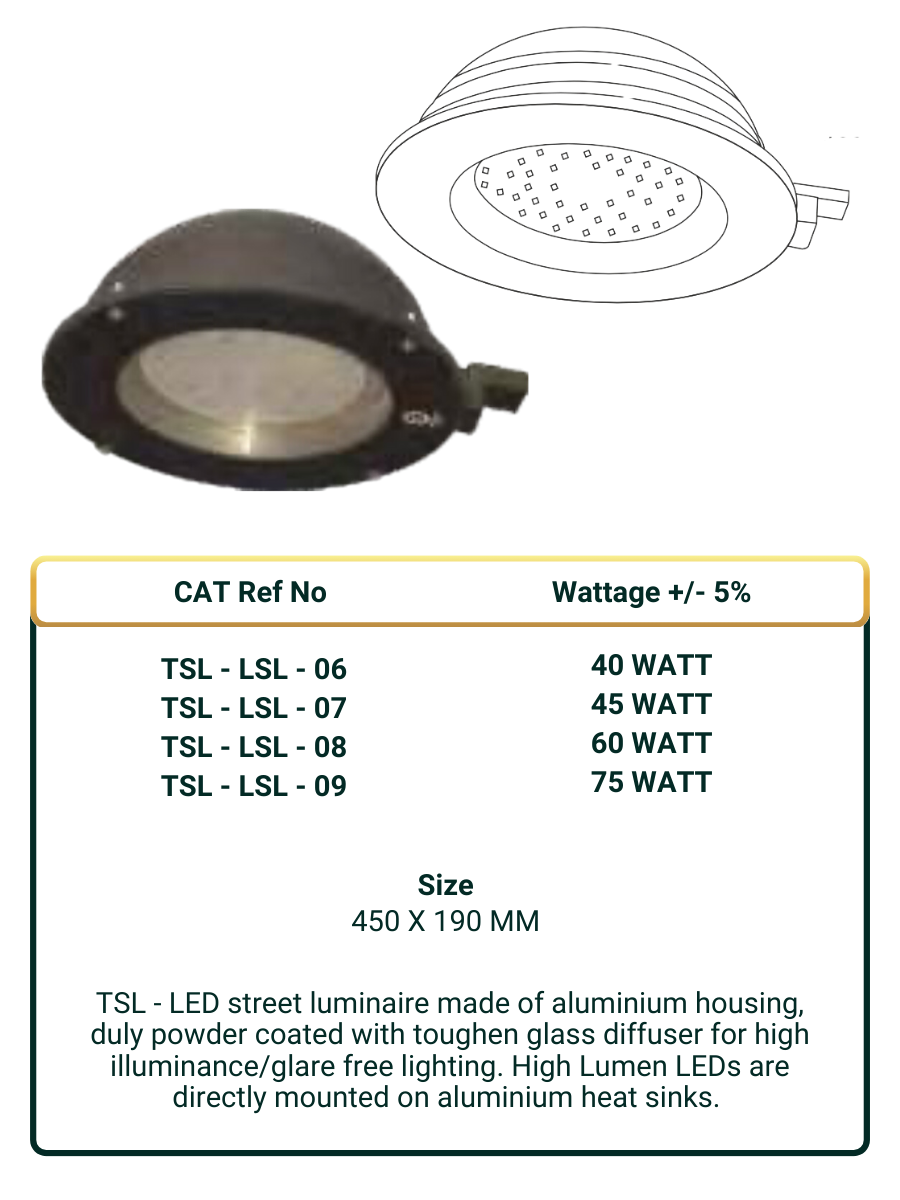 CAT Ref No Wattage +/- 5%
TSL - LSL - 06 40 WATT
TSL - LSL - 07 45 WATT
TSL - LSL - 08 60 WATT
TSL - LSL - 09 75 WATT
Size
450 X 190 MM
TSL - LED street luminaire made of aluminium housing,
duly powder coated with toughen glass diffuser for high
illuminance/glare free lighting. High Lumen LEDs are
directly mounted on aluminium heat sinks.